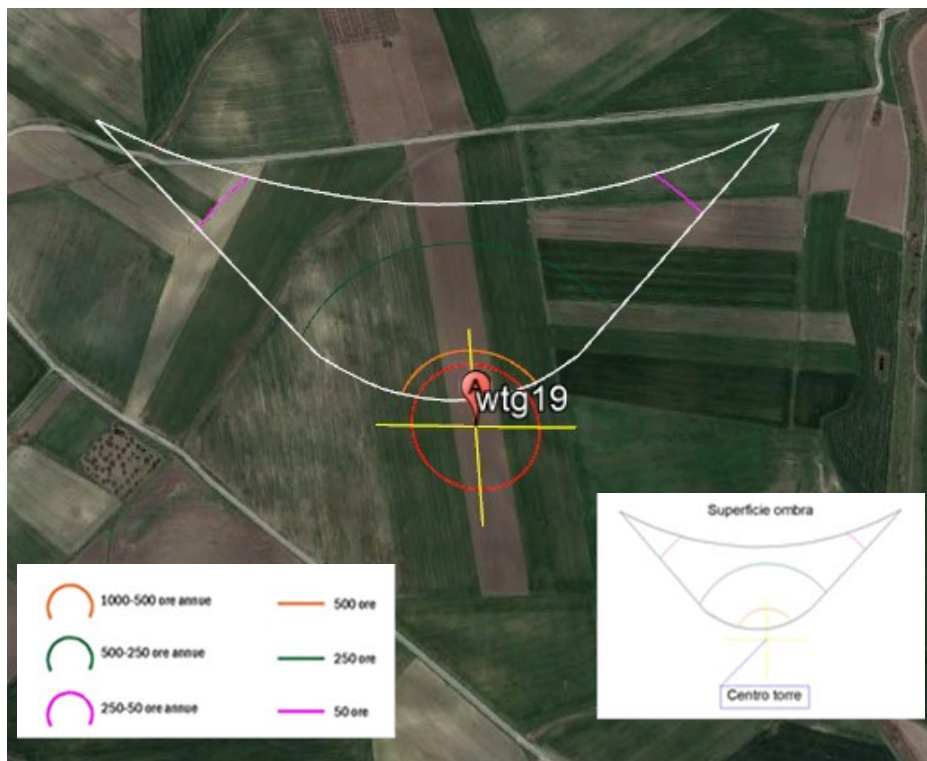 A
wtg19
Superficie ombra
Centro torre
1000-500 ore annue
500 ore
500-250 ore annue
250 ore
250-50 ore annue
50 ore